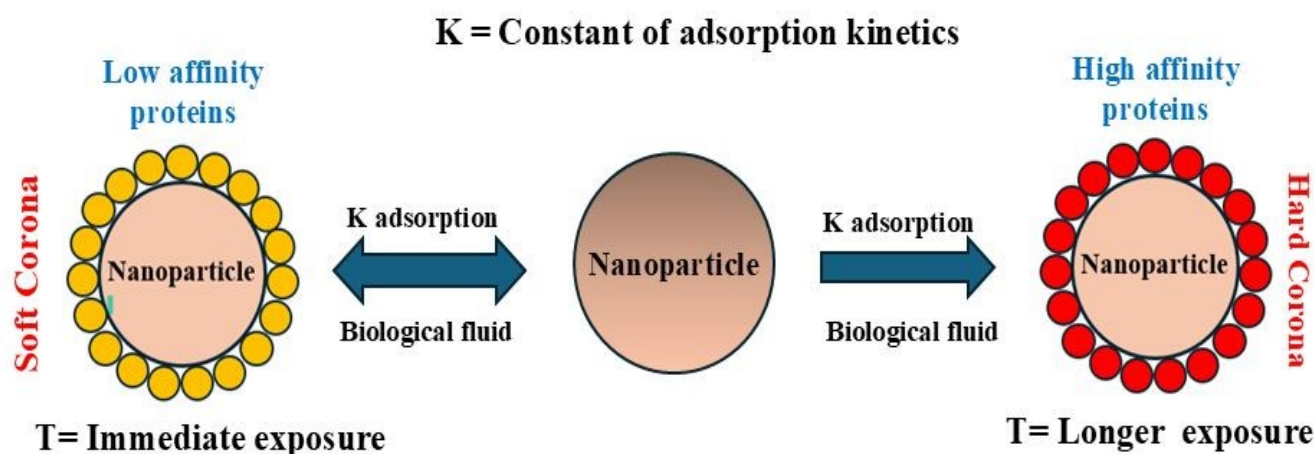 K = Constant of adsorption kinetics
Low affinity
proteins
Soft Corona
Nanoparticle
T= Immediate exposure
K adsorption
Biological fluid
Nanoparticle
K adsorption
Biological fluid
High affinity
proteins
Nanoparticle
Hard Corona
T= Longer exposure